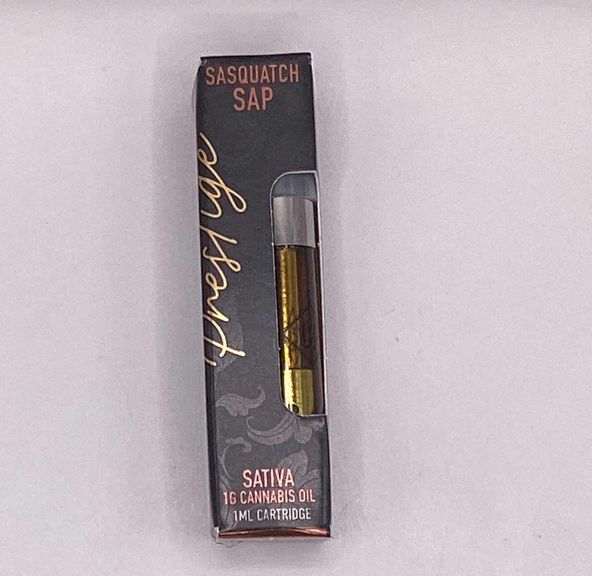 SASQUATCH
SAP
Prestige
SATIVA
1G CANNABIS OIL
1ML CARTRIDGE